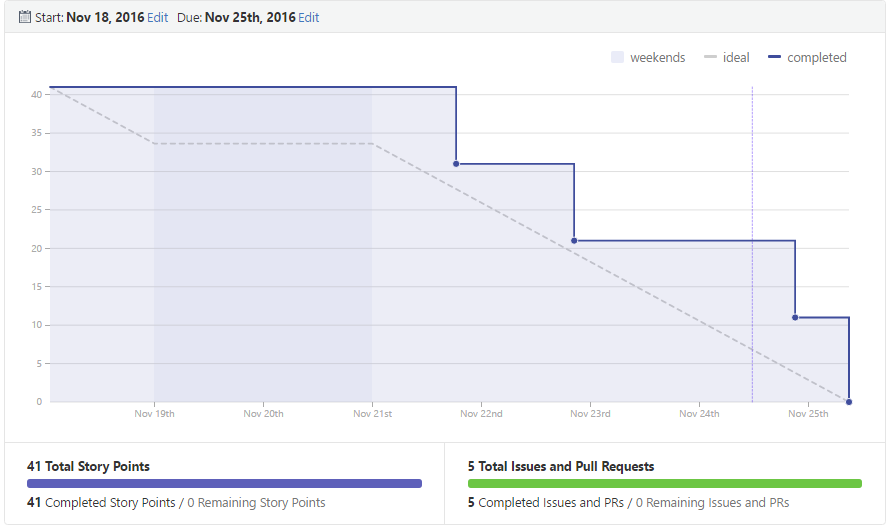 Start: Nov 18, 2016 Edit Due: Nov 25th, 2016 Edit
weekends ideal completed
40
35
30
25
20
15
10
5
0
Nov 19th Nov 20th Nov 21st Nov 22nd Nov 23rd Nov 24th Nov 25th
41 Total Story Points
41 Completed Story Points / 0 Remaining Story Points
5 Total Issues and Pull Requests
5 Completed Issues and PRs / 0 Remaining Issues and PRs